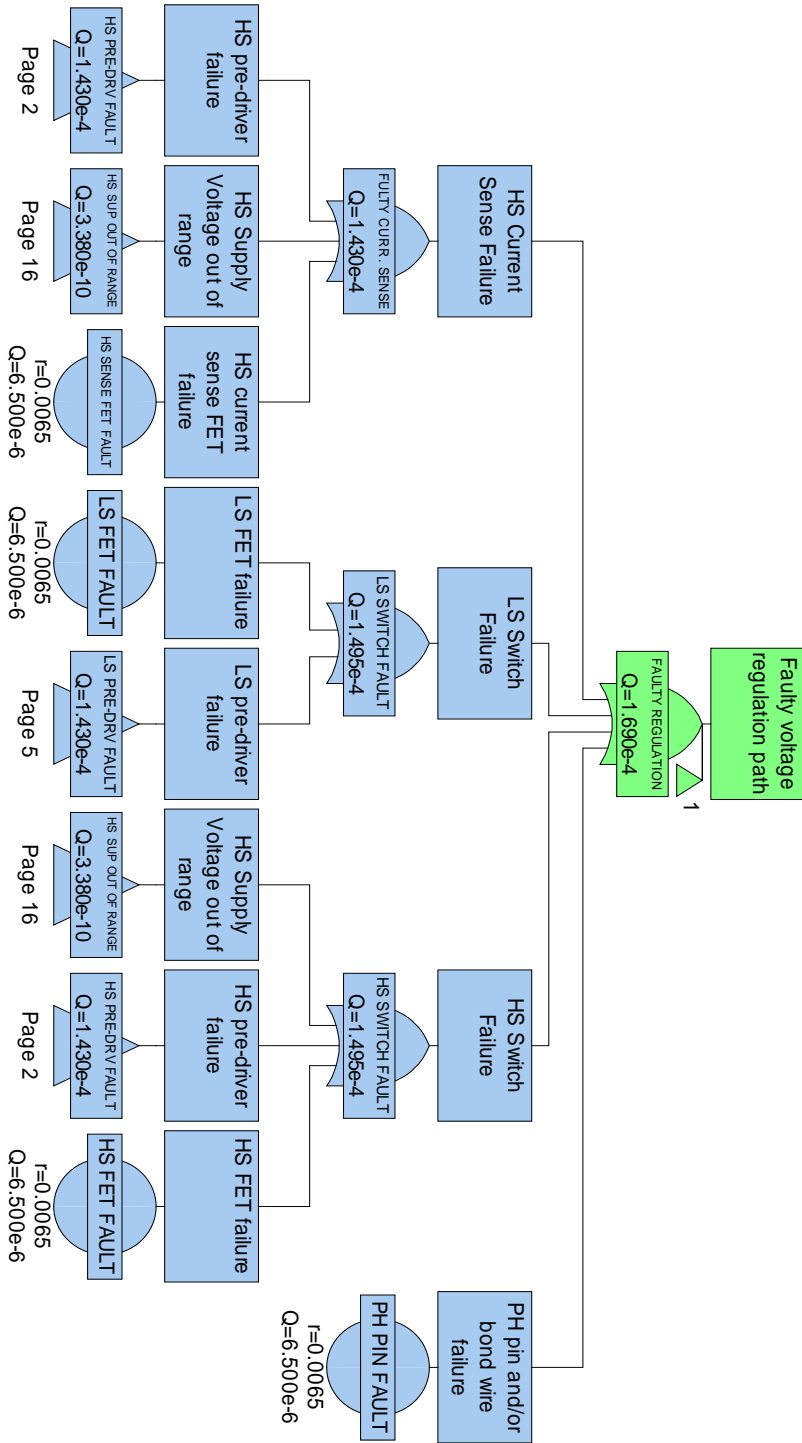 Faulty voltage
regulation path
FAULTY REGULATION
Q=1.690e-4
1
HS Current
Sense Failure
FULTY CURR. SENSE
Q=1.430e-4
LS Switch
Failure
LS SWITCH FAULT
Q=1.495e-4
HS Switch
Failure
HS SWITCH FAULT
Q=1.495e-4
PH pin and/or
bond wire
failure
PH PIN FAULT
r=0.0065
Q=6.500e-6
HS pre-driver
failure
HS PRE-DRV FAULT
Q=1.430e-4
Page 2
HS Supply
Voltage out of
range
HS SUP OUT OF RANGE
Q=3.380e-10
Page 16
HS current
sense FET
failure
HS SENSE FET FAULT
r=0.0065
Q=6.500e-6
LS FET failure
LS FET FAULT
r=0.0065
Q=6.500e-6
LS pre-driver
failure
LS PRE-DRV FAULT
Q=1.430e-4
Page 5
HS Supply
Voltage out of
range
HS SUP OUT OF RANGE
Q=3.380e-10
Page 16
HS pre-driver
failure
HS PRE-DRV FAULT
Q=1.430e-4
Page 2
HS FET failure
HS FET FAULT
r=0.0065
Q=6.500e-6